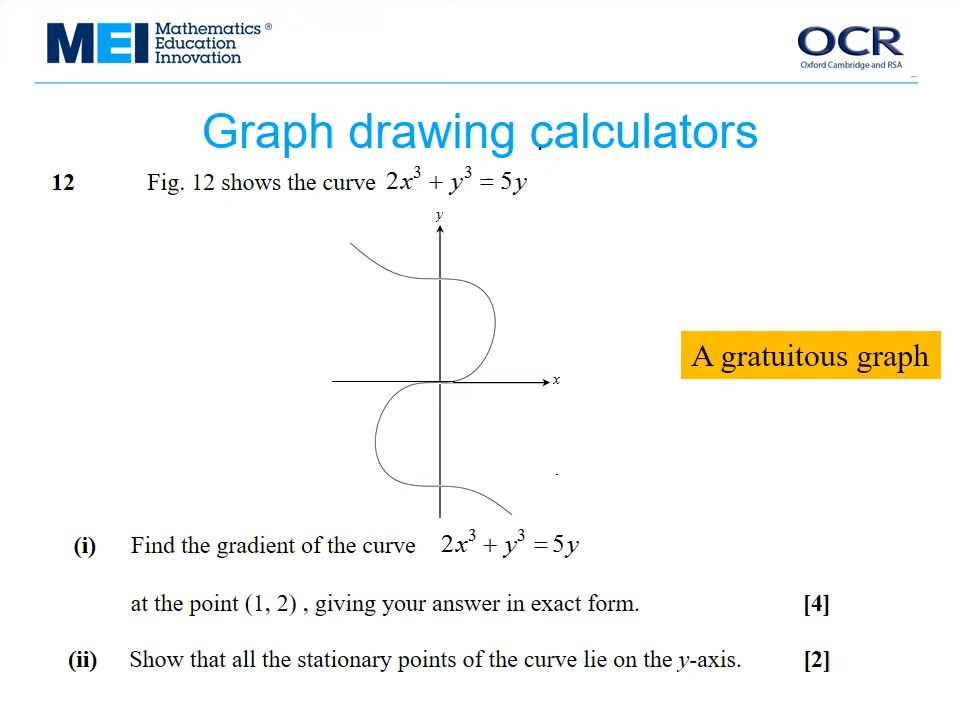 MEI Mathematics ®
Education
Innovation
OCR
Oxford Cambridge and RSA
Graph drawing calculators
12 Fig. 12 shows the curve 2x³ + y³ = 5y
y
x
A gratuitous graph
(i) Find the gradient of the curve 2x³ + y³ = 5y
at the point (1, 2) , giving your answer in exact form. [4]
(ii) Show that all the stationary points of the curve lie on the y-axis. [2]